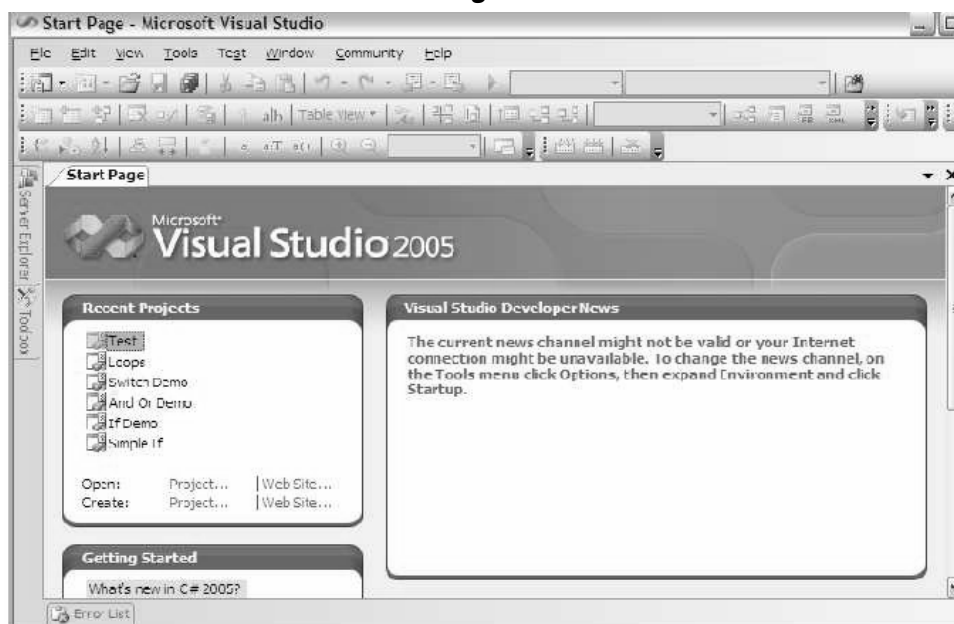 Start Page - Microsoft Visual Studio
File Edit View Tools Test Window Community Help
Table View
Start Page
Server Explorer
Toolbox
Microsoft
Visual Studio 2005
Recent Projects
Test
Loops
Switch Demo
And Or Demo
If Demo
Simple If
Open: Project... Web Site...
Create: Project... Web Site...
Getting Started
What's new in C# 2005?
Visual Studio Developer News
The current news channel might not be valid or your Internet
connection might be unavailable. To change the news channel, on
the Tools menu click Options, then expand Environment and click
Startup.
Error List